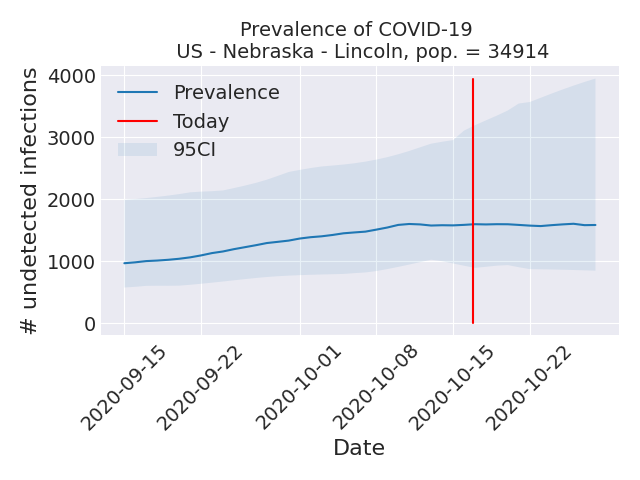 Prevalence of COVID-19
US - Nebraska - Lincoln, pop. = 34914
# undetected infections
4000
3000
2000
1000
0
Prevalence
Today
95CI
2020-09-15
2020-09-22
2020-10-01
2020-10-08
2020-10-15
2020-10-22
Date